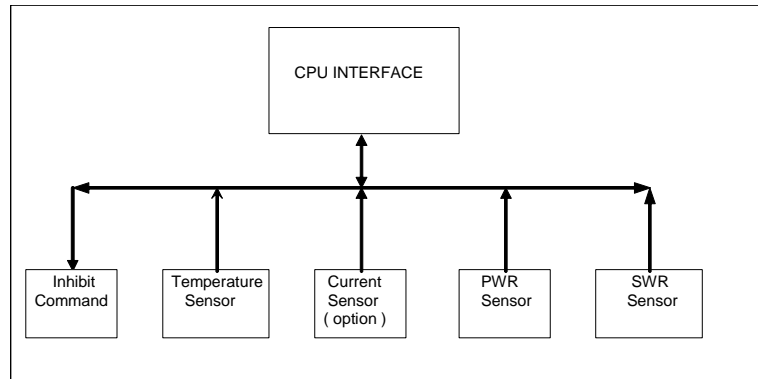 CPU INTERFACE
Inhibit
Command
Temperature
Sensor
Current
Sensor
( option )
PWR
Sensor
SWR
Sensor